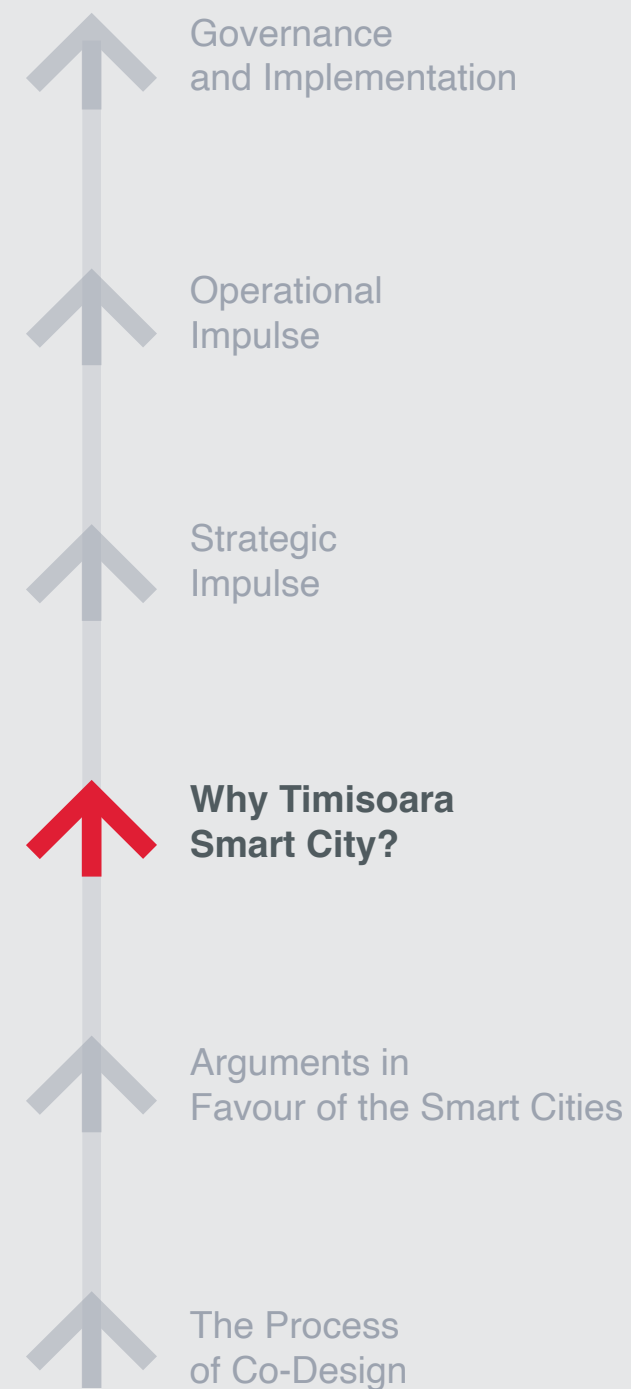 Governance
and Implementation
Operational
Impulse
Strategic
Impulse
Why Timisoara
Smart City?
Arguments in
Favour of the Smart Cities
The Process
of Co-Design